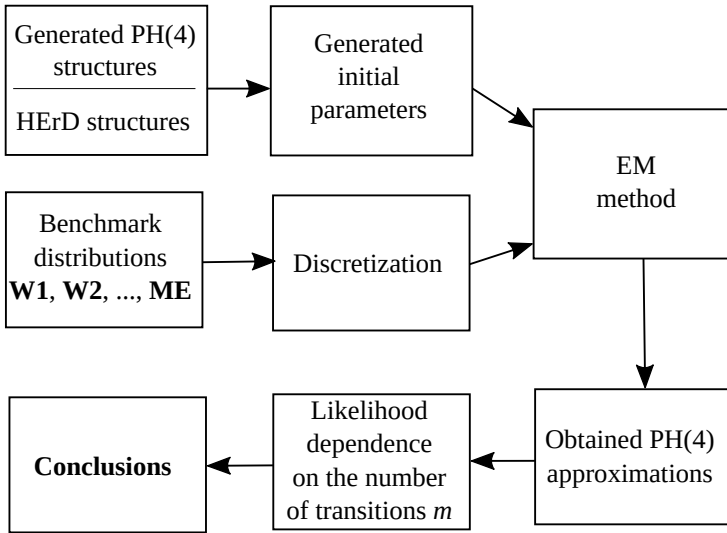 Generated PH(4)
structures
HErD structures
Generated
initial
parameters
EM
method
Benchmark
distributions
W1, W2, ..., ME
Discretization
Conclusions
Likelihood
dependence
on the number
of transitions m
Obtained PH(4)
approximations